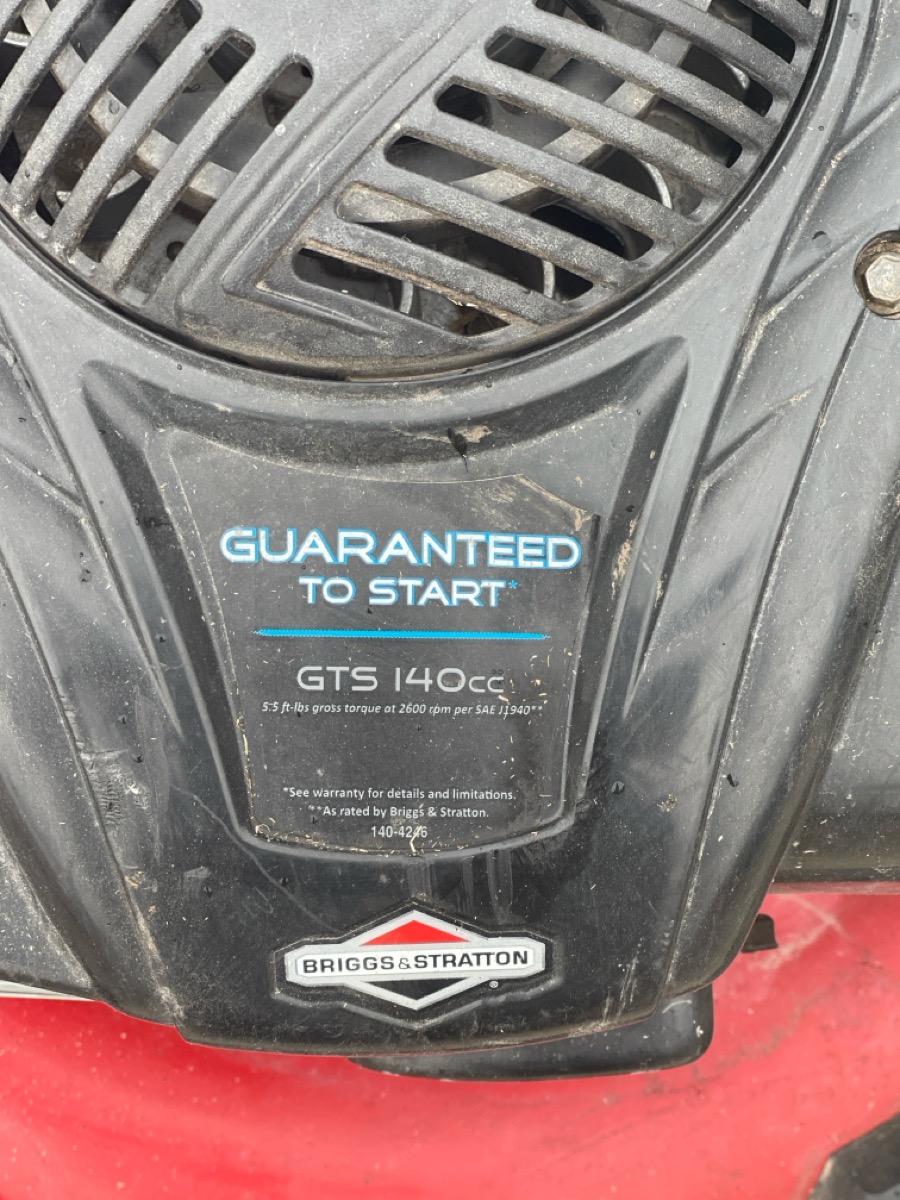 GUARANTEED
TO START*
GTS 140cc
5.5 ft-lbs gross torque at 2600 rpm per SAE J1940**
*See warranty for details and limitations.
**As rated by Briggs & Stratton.
140-4246
BRIGGS & STRATTON
®